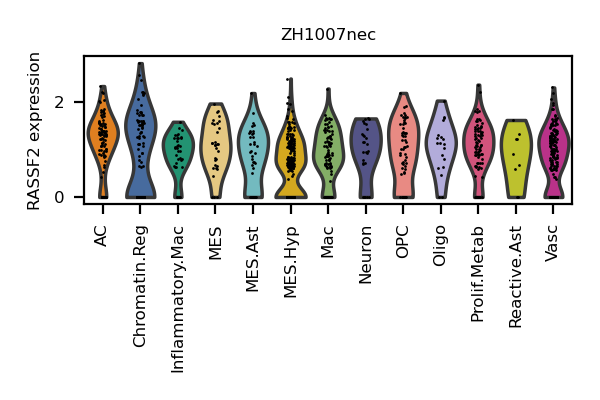 ZH1007nec
RASSF2 expression
2
0
AC
Chromatin.Reg
Inflammatory.Mac
MES
MES.Ast
MES.Hyp
Mac
Neuron
OPC
Oligo
Prolif.Metab
Reactive.Ast
Vasc